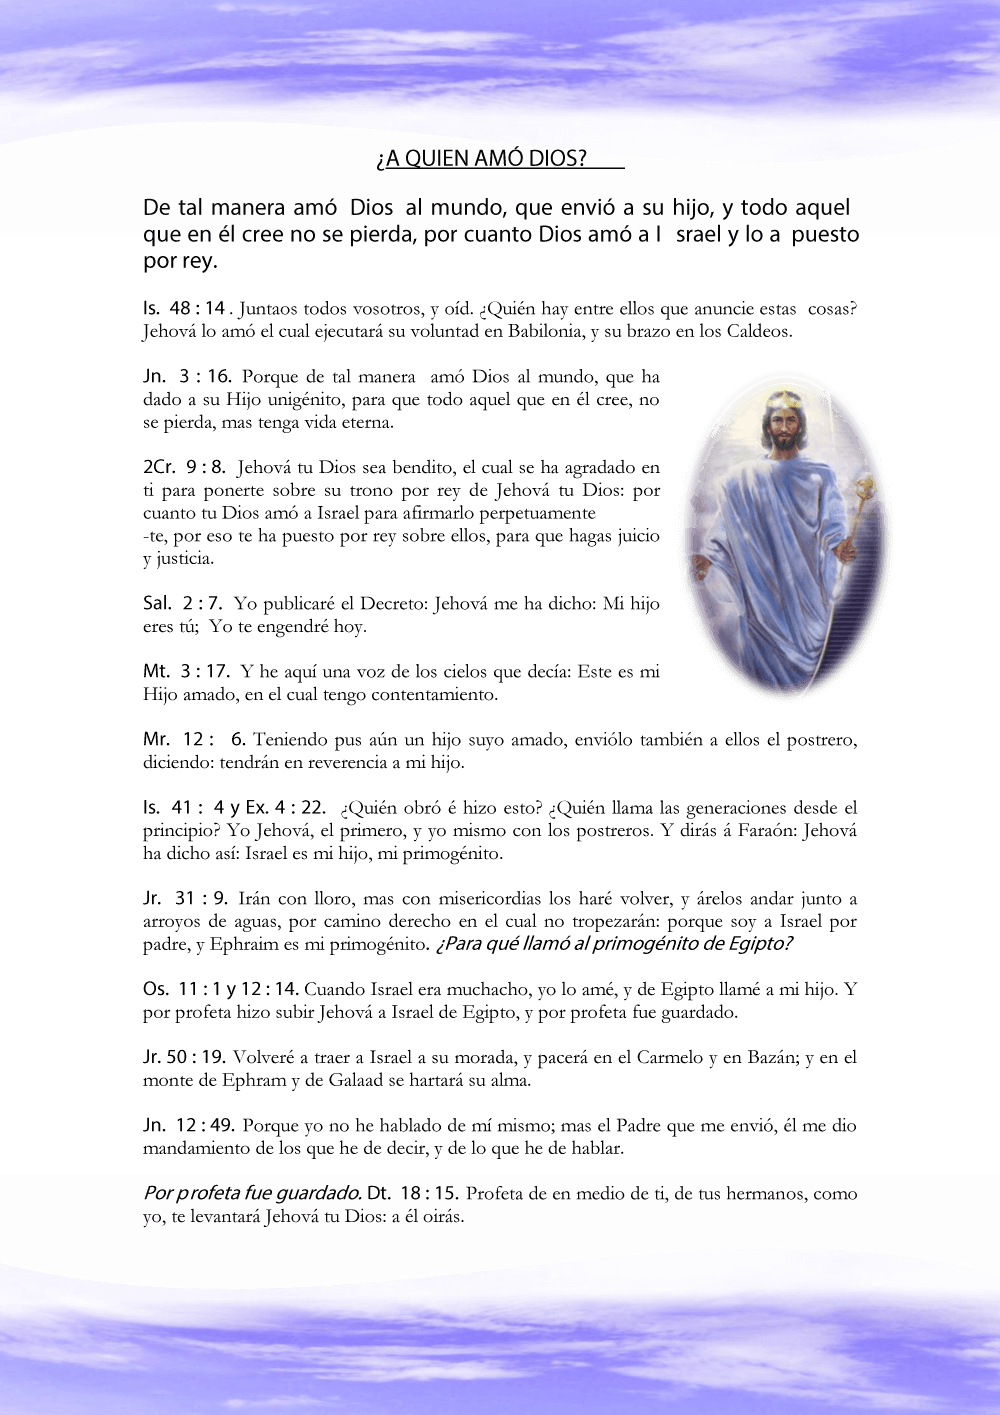 ¿A QUIEN AMÓ DIOS?
De tal manera amó Dios al mundo, que envió a su hijo, y todo aquel
que en él cree no se pierda, por cuanto Dios amó a I srael y lo a puesto
por rey.
Is. 48 : 14 . Juntaos todos vosotros, y oíd. ¿Quién hay entre ellos que anuncie estas cosas?
Jehová lo amó el cual ejecutará su voluntad en Babilonia, y su brazo en los Caldeos.
Jn. 3 : 16. Porque de tal manera amó Dios al mundo, que ha
dado a su Hijo unigénito, para que todo aquel que en él cree, no
se pierda, mas tenga vida eterna.
2Cr. 9 : 8. Jehová tu Dios sea bendito, el cual se ha agradado en
ti para ponerte sobre su trono por rey de Jehová tu Dios: por
cuanto tu Dios amó a Israel para afirmarlo perpetuamente
-te, por eso te ha puesto por rey sobre ellos, para que hagas juicio
y justicia.
Sal. 2 : 7. Yo publicaré el Decreto: Jehová me ha dicho: Mi hijo
eres tú; Yo te engendré hoy.
Mt. 3 : 17. Y he aquí una voz de los cielos que decía: Este es mi
Hijo amado, en el cual tengo contentamiento.
Mr. 12 : 6. Teniendo pus aún un hijo suyo amado, enviólo también a ellos el postrero,
diciendo: tendrán en reverencia a mi hijo.
Is. 41 : 4 y Ex. 4 : 22. ¿Quién obró é hizo esto? ¿Quién llama las generaciones desde el
principio? Yo Jehová, el primero, y yo mismo con los postreros. Y dirás á Faraón: Jehová
ha dicho así: Israel es mi hijo, mi primogénito.
Jr. 31 : 9. Irán con lloro, mas con misericordias los haré volver, y árelos andar junto a
arroyos de aguas, por camino derecho en el cual no tropezarán: porque soy a Israel por
padre, y Ephraim es mi primogénito. ¿Para qué llamó al primogénito de Egipto?
Os. 11 : 1 y 12 : 14. Cuando Israel era muchacho, yo lo amé, y de Egipto llamé a mi hijo. Y
por profeta hizo subir Jehová a Israel de Egipto, y por profeta fue guardado.
Jr. 50 : 19. Volveré a traer a Israel a su morada, y pacerá en el Carmelo y en Bazán; y en el
monte de Ephram y de Galaad se hartará su alma.
Jn. 12 : 49. Porque yo no he hablado de mí mismo; mas el Padre que me envió, él me dio
mandamiento de los que he de decir, y de lo que he de hablar.
Por profeta fue guardado. Dt. 18 : 15. Profeta de en medio de ti, de tus hermanos, como
yo, te levantará Jehová tu Dios: a él oirás.